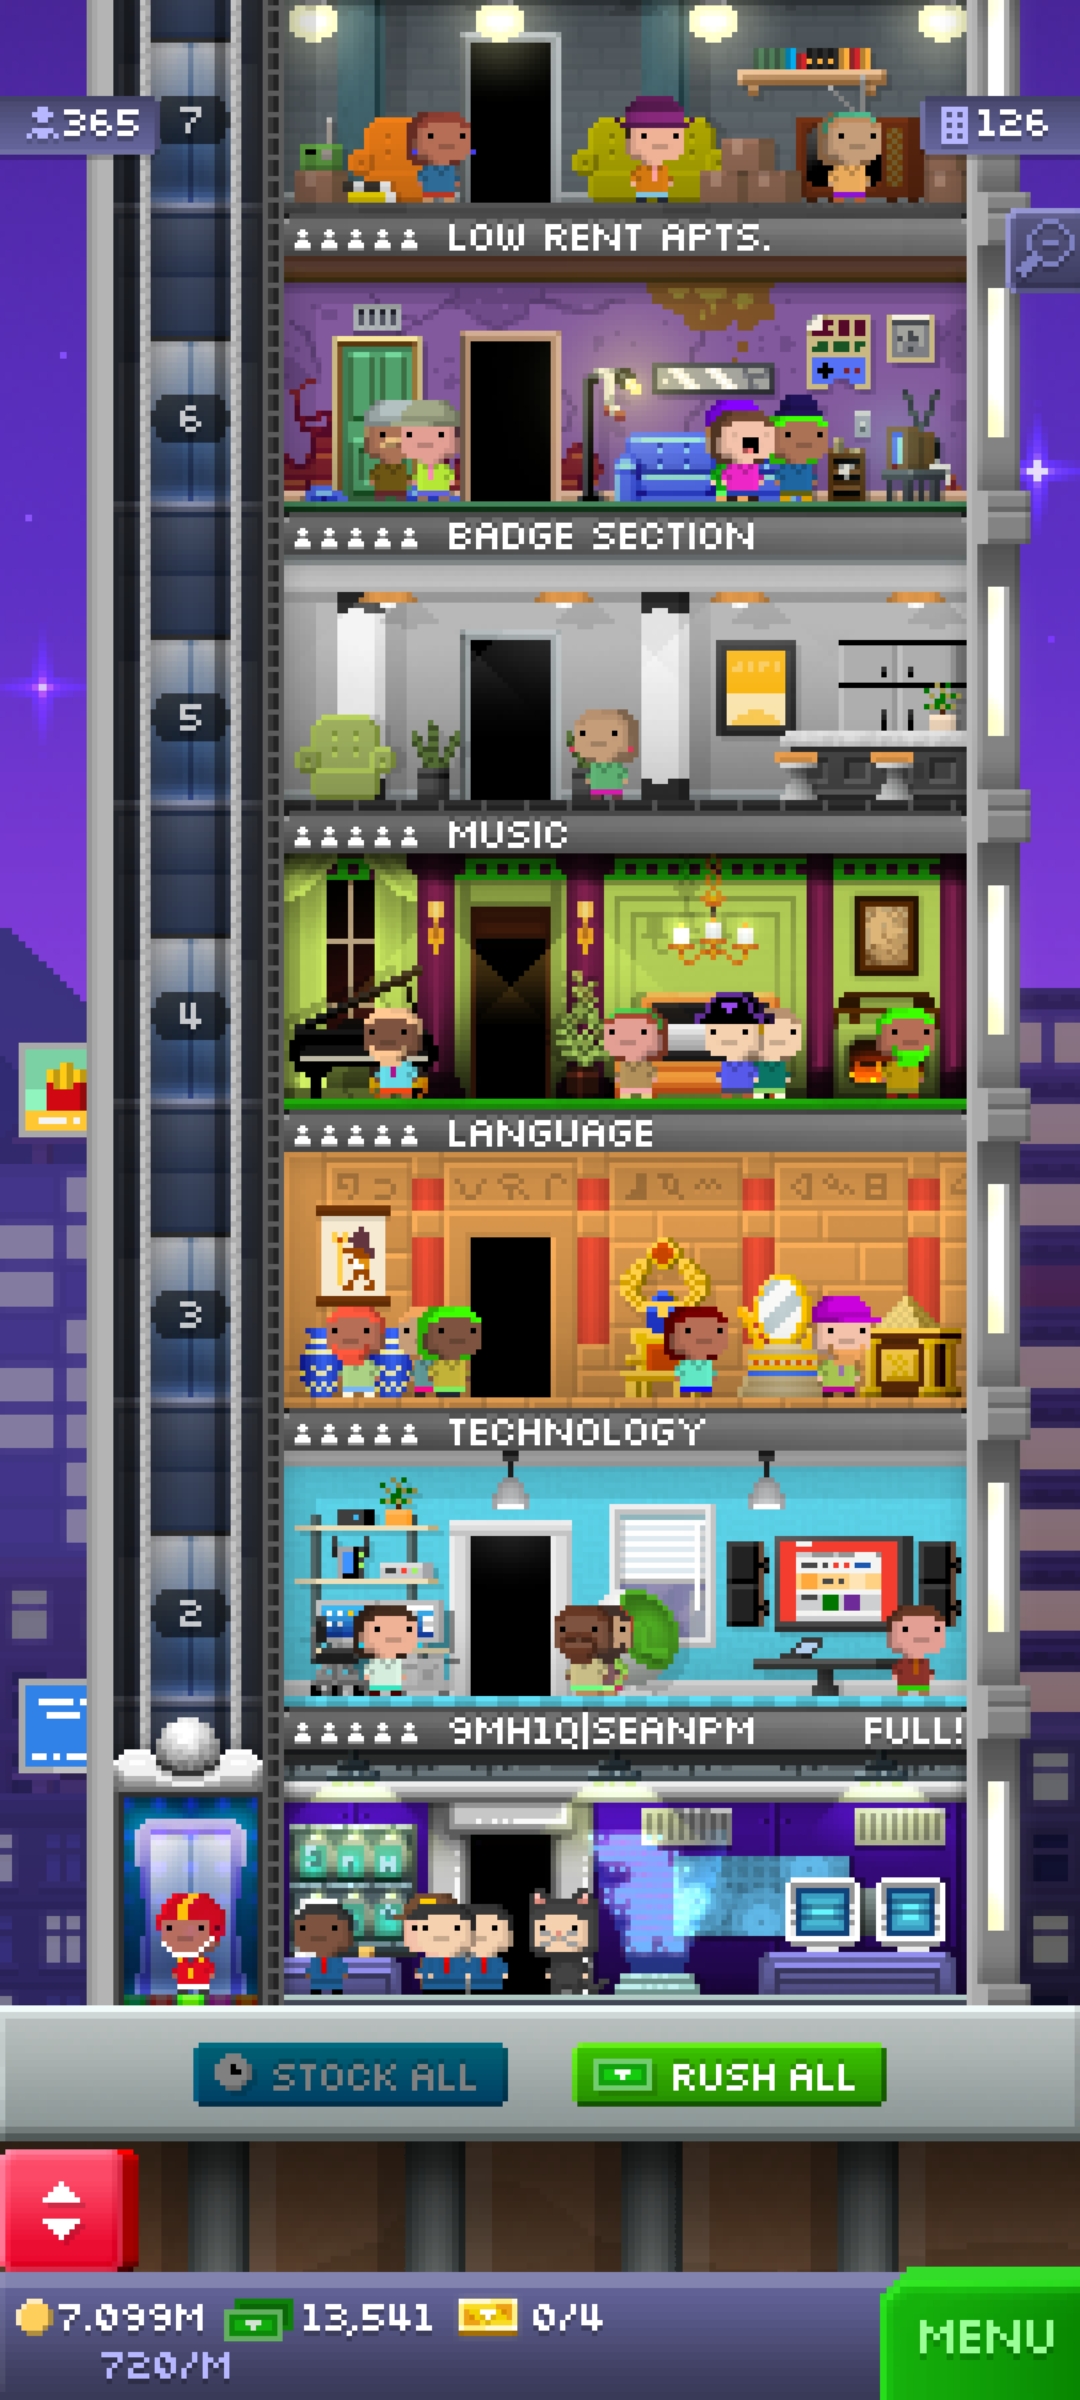 7
365
126
LOW RENT APTS.
6
BADGE SECTION
5
MUSIC
4
LANGUAGE
3
TECHNOLOGY
2
9MH1Q|SEANPM FULL!
STOCK ALL
RUSH ALL
7.099M
13,541
0/4
720/M
MENU